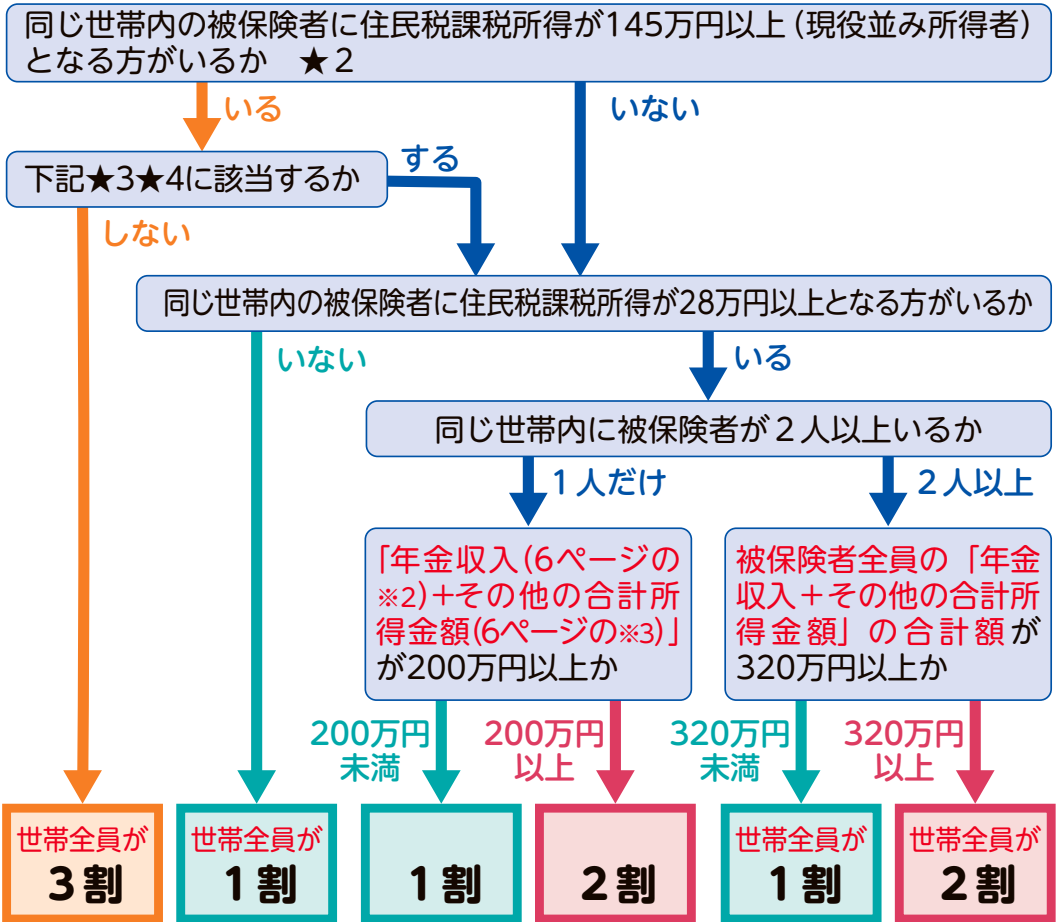 同じ世帯内の被保険者に住民税課税所得が145万円以上(現役並み所得者)
となる方がいるか ★2
いる
いない
下記★3★4に該当するか
する
しない
同じ世帯内の被保険者に住民税課税所得が28万円以上となる方がいるか
いない
いる
同じ世帯内に被保険者が2人以上いるか
1人だけ
2人以上
「年金収入(6ページの
※2)+その他の合計所
得金額(6ページの※3)」
が200万円以上か
被保険者全員の「年金
収入+その他の合計所
得金額」の合計額が
320万円以上か
200万円
未満
200万円
以上
320万円
未満
320万円
以上
世帯全員が
3割
世帯全員が
1割
1割
2割
世帯全員が
1割
世帯全員が
2割